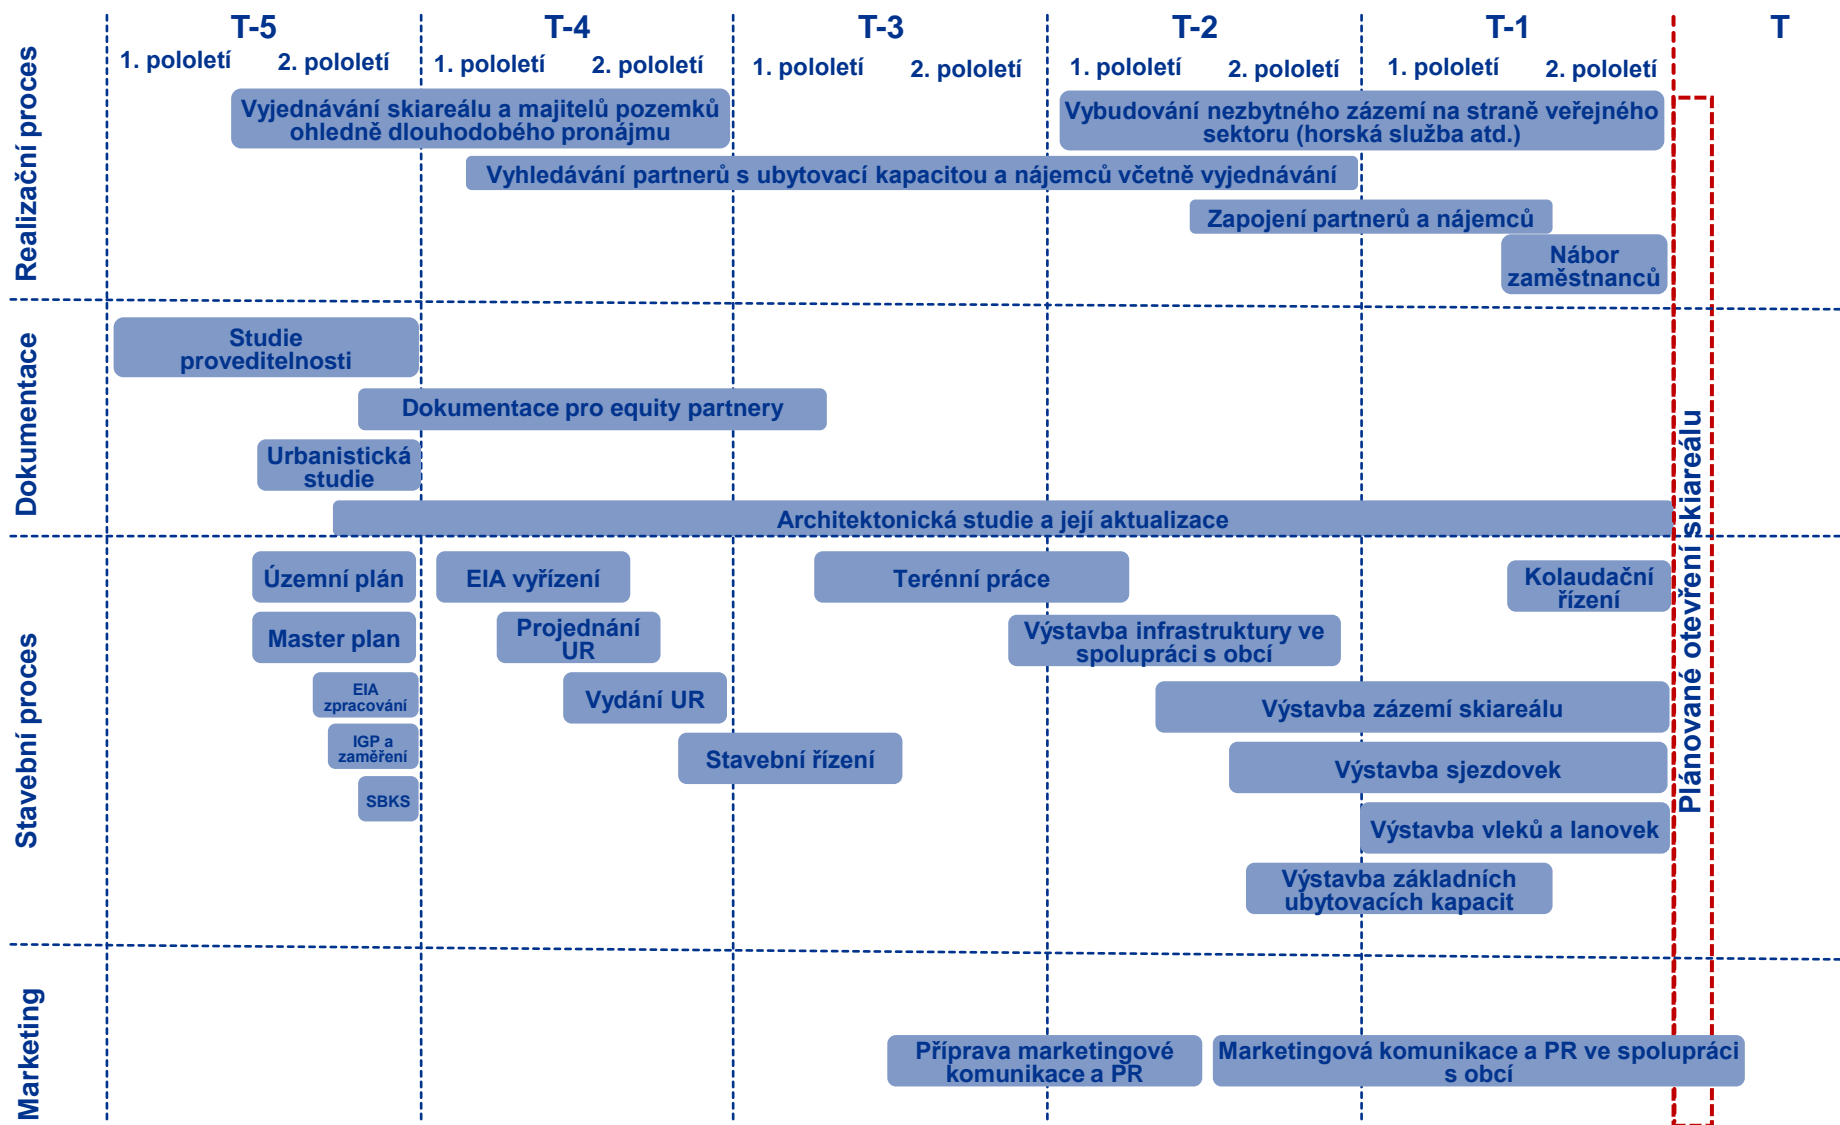 T-5
T-4
T-3
T-2
T-1
T
1. pololetí
2. pololetí
1. pololetí
2. pololetí
1. pololetí
2. pololetí
1. pololetí
2. pololetí
1. pololetí
2. pololetí
Realizační proces
Vyjednávání skiareálu a majitelů pozemků
ohledně dlouhodobého pronájmu
Vybudování nezbytného zázemí na straně veřejného
sektoru (horská služba atd.)
Vyhledávání partnerů s ubytovací kapacitou a nájemců včetně vyjednávání
Zapojení partnerů a nájemců
Nábor
zaměstnanců
Dokumentace
Studie
proveditelnosti
Dokumentace pro equity partnery
Urbanistická
studie
Architektonická studie a její aktualizace
Plánované otevření skiareálu
Stavební proces
Územní plán
EIA vyřízení
Terénní práce
Kolaudační
řízení
Master plan
Projednání
UR
Výstavba infrastruktury ve
spolupráci s obcí
EIA
zpracování
Vydání UR
Výstavba zázemí skiareálu
IGP a
zaměření
Stavební řízení
Výstavba sjezdovek
SBKS
Výstavba vleků a lanovek
Výstavba základních
ubytovacích kapacit
Marketing
Příprava marketingové
komunikace a PR
Marketingová komunikace a PR ve spolupráci
s obcí